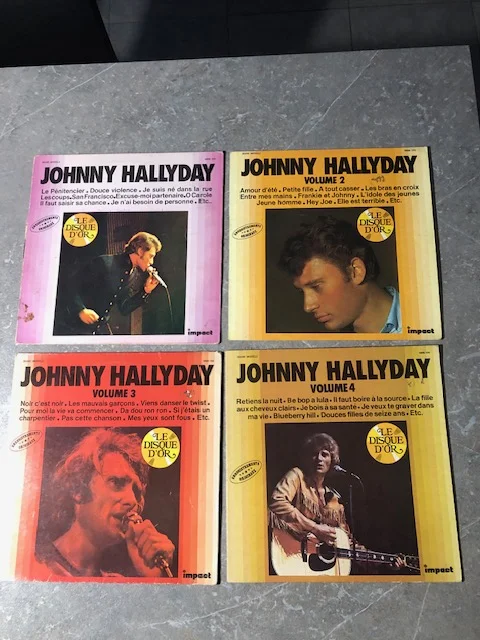 JOHNNY HALLYDAY
Le Pénitencier • Douce violence • Je suis né dans la rue
Les coups • San Francisco • Excuse-moi partenaire • O Carole
Il faut saisir sa chance • Je n'ai besoin de personne • Etc.
LE
DISQUE
D'OR
impact
JOHNNY HALLYDAY
VOLUME 2
Amour d'été • Petite fille • A tout casser • Les bras en croix
Entre mes mains • Frankie et Johnny • L'idole des jeunes
Jeune homme • Hey Joe • Elle est terrible • Etc.
LE
DISQUE
D'OR
impact
JOHNNY HALLYDAY
VOLUME 3
Noir c'est noir • Les mauvais garçons • Viens danser le twist
Pour moi la vie va commencer • Da dou ron ron • Si j'étais un
charpentier • Pas cette chanson • Mes yeux sont fous • Etc.
LE
DISQUE
D'OR
impact
JOHNNY HALLYDAY
VOLUME 4
Retiens la nuit • Be bop a lula • Il faut boire à la source • La fille
aux cheveux clairs • Je bois à ta santé • Je veux te graver dans
ma vie • Blueberry hill • Douces filles de seize ans • Etc.
LE
DISQUE
D'OR
impact